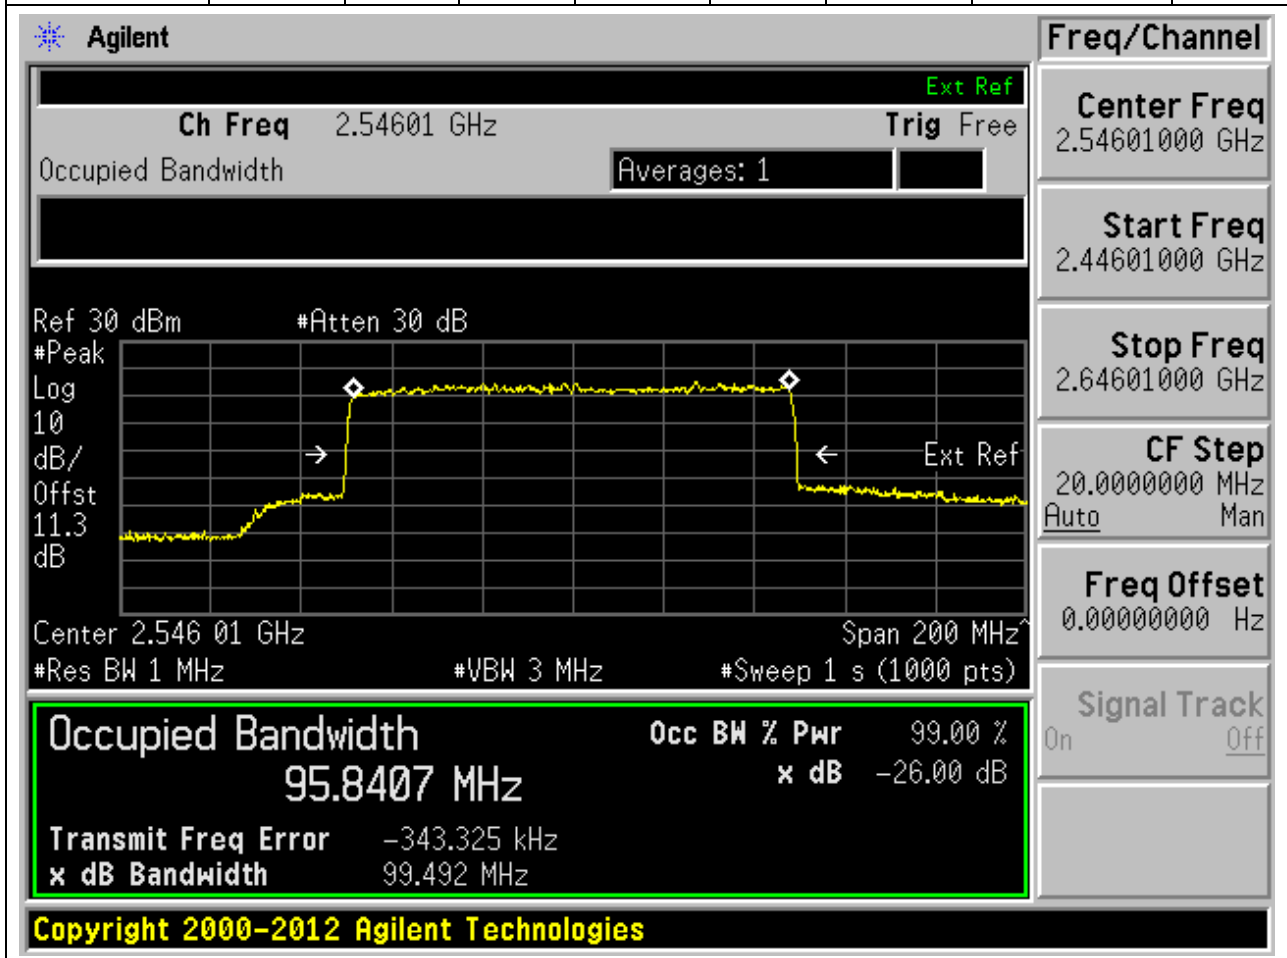 Agilent
Freq/Channel
Ext Ref
Ch Freq 2.54601 GHz Trig Free
Occupied Bandwidth Averages: 1
Ref 30 dBm #Atten 30 dB
#Peak
Log
10
dB/
Offst
11.3
dB
Ext Ref
Center 2.546 01 GHz Span 200 MHz^
#Res BW 1 MHz #VBW 3 MHz #Sweep 1 s (1000 pts)
Occupied Bandwidth Occ BW % Pwr 99.00 %
95.8407 MHz x dB -26.00 dB
Transmit Freq Error -343.325 kHz
x dB Bandwidth 99.492 MHz
Copyright 2000-2012 Agilent Technologies
Center Freq
2.54601000 GHz
Start Freq
2.44601000 GHz
Stop Freq
2.64601000 GHz
CF Step
20.0000000 MHz
Auto Man
Freq Offset
0.00000000 Hz
Signal Track
On Off